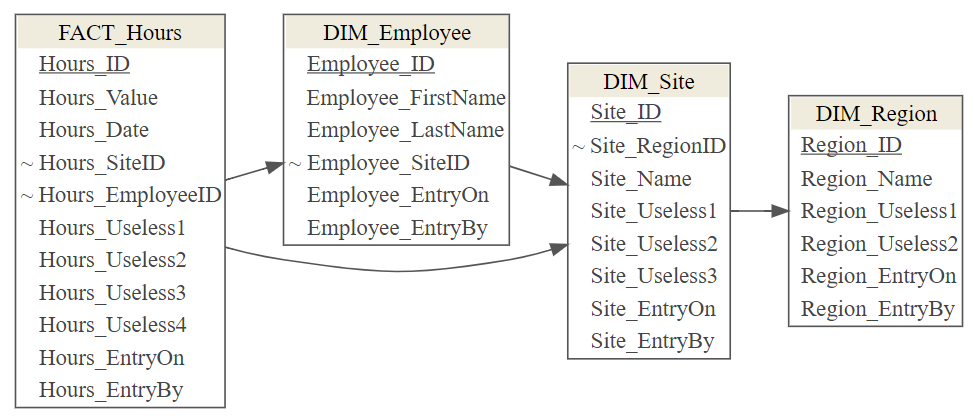 FACT_Hours
Hours_ID
Hours_Value
Hours_Date
~ Hours_SiteID
~ Hours_EmployeeID
Hours_Useless1
Hours_Useless2
Hours_Useless3
Hours_Useless4
Hours_EntryOn
Hours_EntryBy
DIM_Employee
Employee_ID
Employee_FirstName
Employee_LastName
~ Employee_SiteID
Employee_EntryOn
Employee_EntryBy
DIM_Site
Site_ID
~ Site_RegionID
Site_Name
Site_Useless1
Site_Useless2
Site_Useless3
Site_EntryOn
Site_EntryBy
DIM_Region
Region_ID
Region_Name
Region_Useless1
Region_Useless2
Region_EntryOn
Region_EntryBy